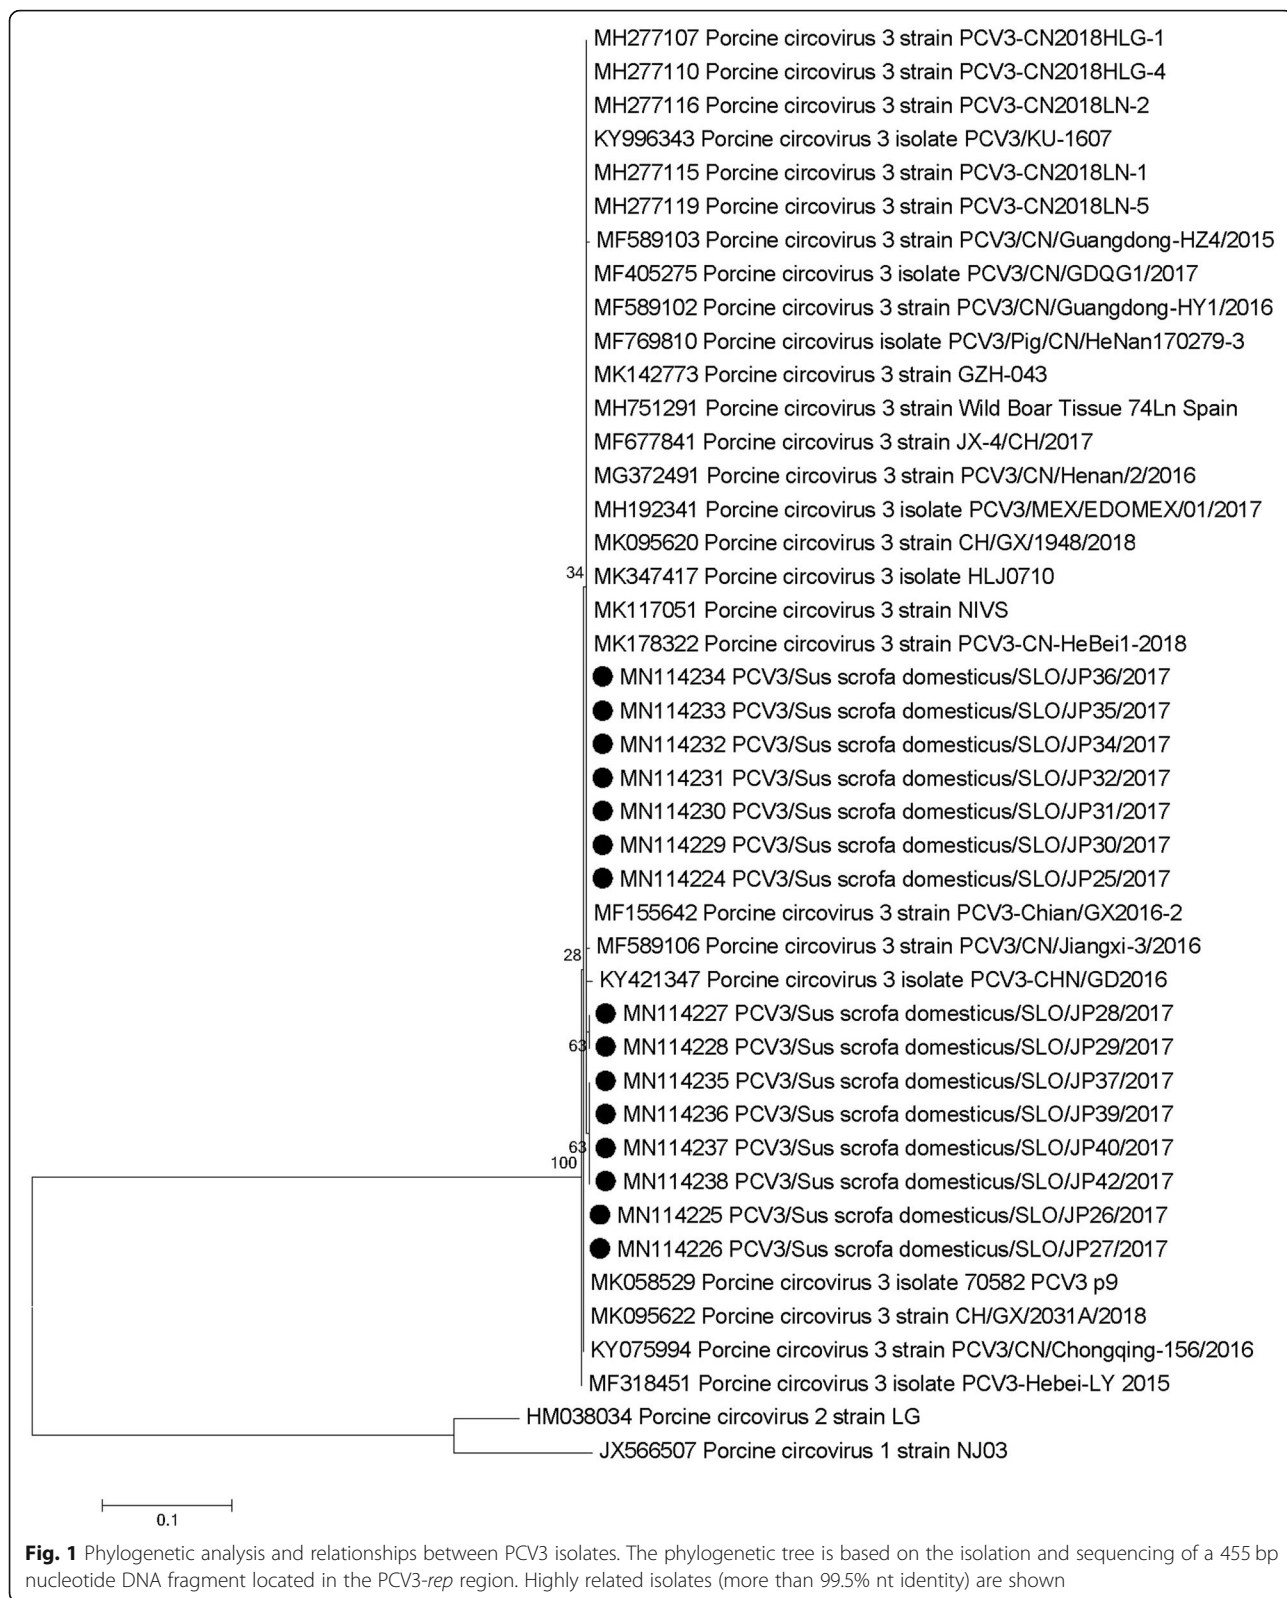 MH277107 Porcine circovirus 3 strain PCV3-CN2018HLG-1
MH277110 Porcine circovirus 3 strain PCV3-CN2018HLG-4
MH277116 Porcine circovirus 3 strain PCV3-CN2018LN-2
KY996343 Porcine circovirus 3 isolate PCV3/KU-1607
MH277115 Porcine circovirus 3 strain PCV3-CN2018LN-1
MH277119 Porcine circovirus 3 strain PCV3-CN2018LN-5
MF589103 Porcine circovirus 3 strain PCV3/CN/Guangdong-HZ4/2015
MF405275 Porcine circovirus 3 isolate PCV3/CN/GDQG1/2017
MF589102 Porcine circovirus 3 strain PCV3/CN/Guangdong-HY1/2016
MF769810 Porcine circovirus isolate PCV3/Pig/CN/HeNan170279-3
MK142773 Porcine circovirus 3 strain GZH-043
MH751291 Porcine circovirus 3 strain Wild Boar Tissue 74Ln Spain
MF677841 Porcine circovirus 3 strain JX-4/CH/2017
MG372491 Porcine circovirus 3 strain PCV3/CN/Henan/2/2016
MH192341 Porcine circovirus 3 isolate PCV3/MEX/EDOMEX/01/2017
MK095620 Porcine circovirus 3 strain CH/GX/1948/2018
34
MK347417 Porcine circovirus 3 isolate HLJ0710
MK117051 Porcine circovirus 3 strain NIVS
MK178322 Porcine circovirus 3 strain PCV3-CN-HeBei1-2018
MN114234 PCV3/Sus scrofa domesticus/SLO/JP36/2017
MN114233 PCV3/Sus scrofa domesticus/SLO/JP35/2017
MN114232 PCV3/Sus scrofa domesticus/SLO/JP34/2017
MN114231 PCV3/Sus scrofa domesticus/SLO/JP32/2017
MN114230 PCV3/Sus scrofa domesticus/SLO/JP31/2017
MN114229 PCV3/Sus scrofa domesticus/SLO/JP30/2017
MN114224 PCV3/Sus scrofa domesticus/SLO/JP25/2017
MF155642 Porcine circovirus 3 strain PCV3-Chian/GX2016-2
28
MF589106 Porcine circovirus 3 strain PCV3/CN/Jiangxi-3/2016
KY421347 Porcine circovirus 3 isolate PCV3-CHN/GD2016
MN114227 PCV3/Sus scrofa domesticus/SLO/JP28/2017
63
MN114228 PCV3/Sus scrofa domesticus/SLO/JP29/2017
MN114235 PCV3/Sus scrofa domesticus/SLO/JP37/2017
MN114236 PCV3/Sus scrofa domesticus/SLO/JP39/2017
63
MN114237 PCV3/Sus scrofa domesticus/SLO/JP40/2017
100
MN114238 PCV3/Sus scrofa domesticus/SLO/JP42/2017
MN114225 PCV3/Sus scrofa domesticus/SLO/JP26/2017
MN114226 PCV3/Sus scrofa domesticus/SLO/JP27/2017
MK058529 Porcine circovirus 3 isolate 70582 PCV3 p9
MK095622 Porcine circovirus 3 strain CH/GX/2031A/2018
KY075994 Porcine circovirus 3 strain PCV3/CN/Chongqing-156/2016
MF318451 Porcine circovirus 3 isolate PCV3-Hebei-LY 2015
HM038034 Porcine circovirus 2 strain LG
JX566507 Porcine circovirus 1 strain NJ03
0.1
Fig. 1 Phylogenetic analysis and relationships between PCV3 isolates. The phylogenetic tree is based on the isolation and sequencing of a 455 bp
nucleotide DNA fragment located in the PCV3-rep region. Highly related isolates (more than 99.5% nt identity) are shown